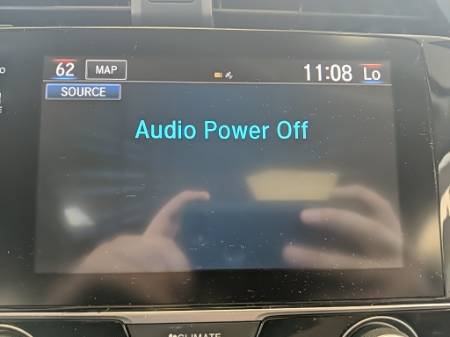 62 MAP 11:08 Lo
SOURCE
Audio Power Off
CLIMATE